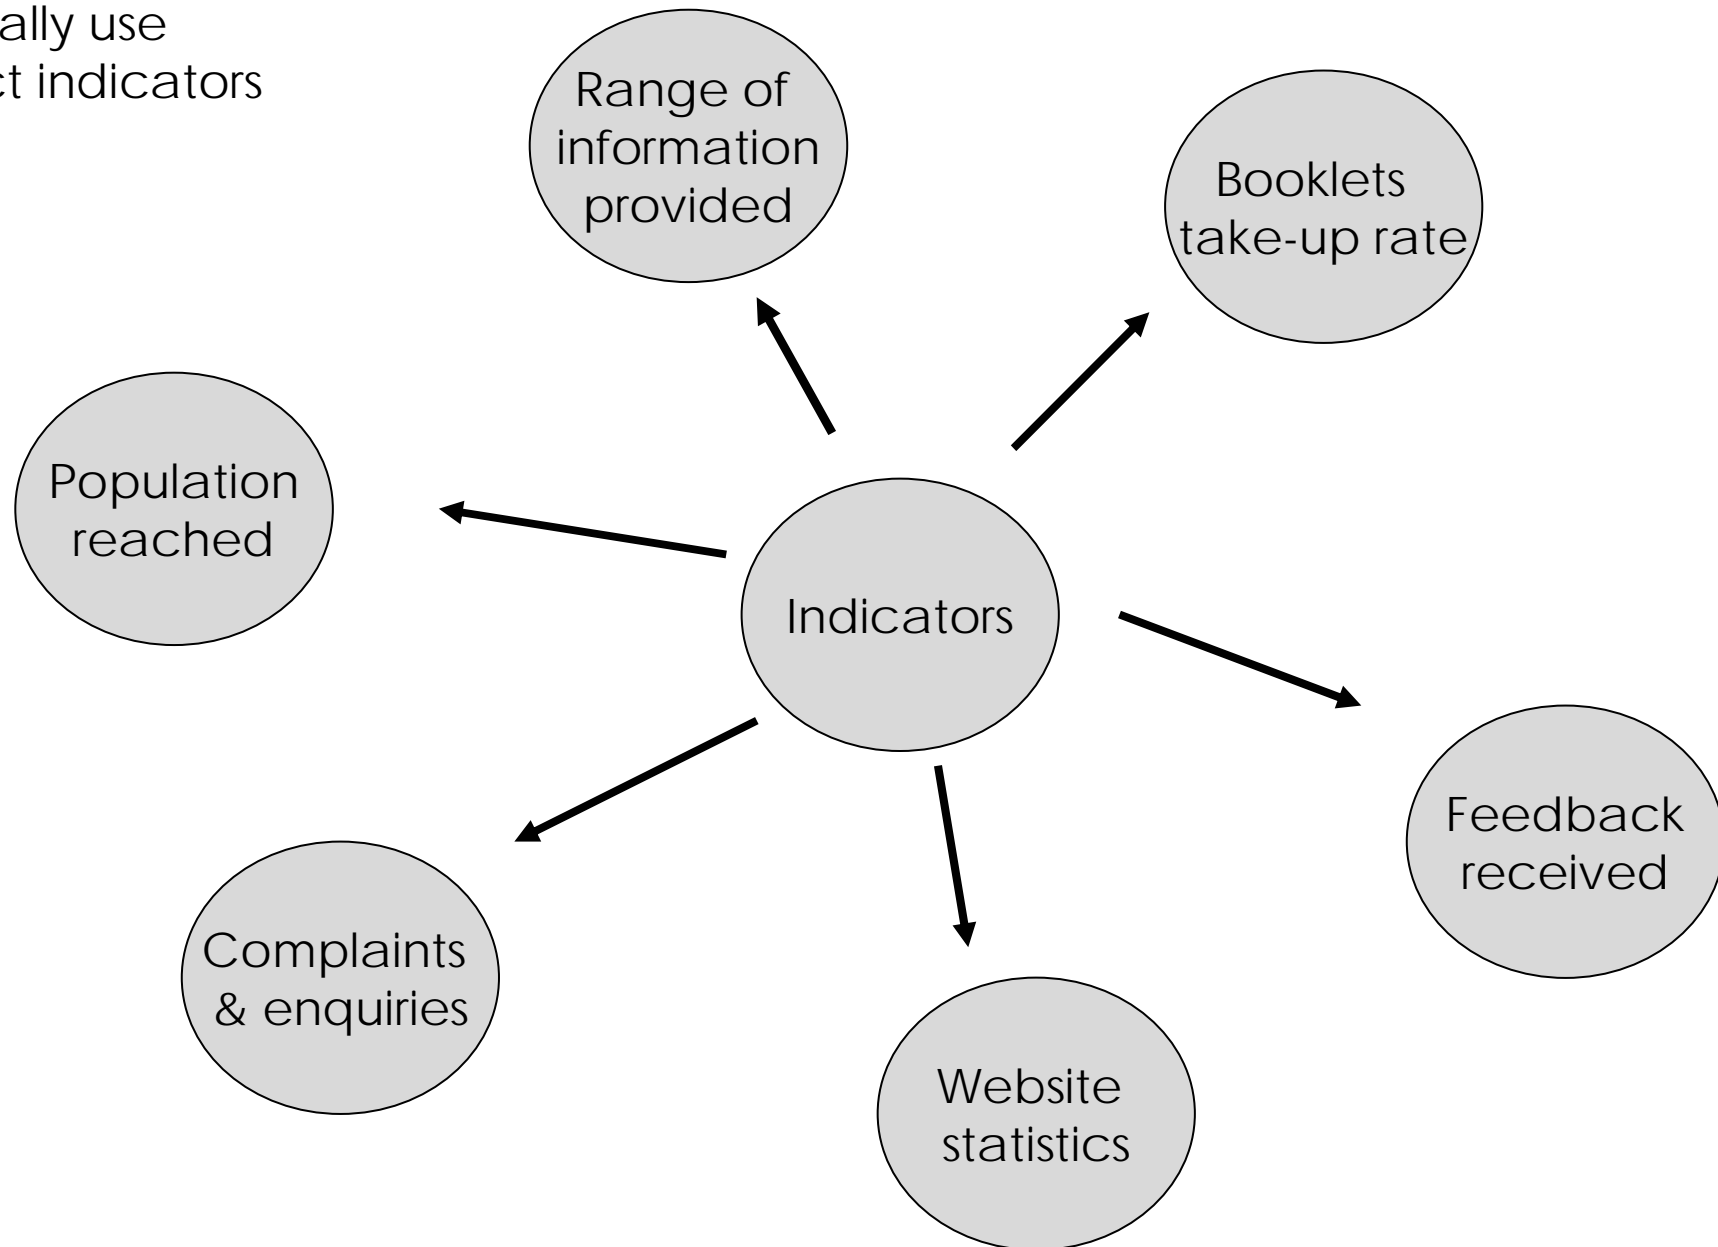 ally use
ct indicators
Range of
information
provided
Booklets
take-up rate
Population
reached
Indicators
Feedback
received
Complaints
& enquiries
Website
statistics